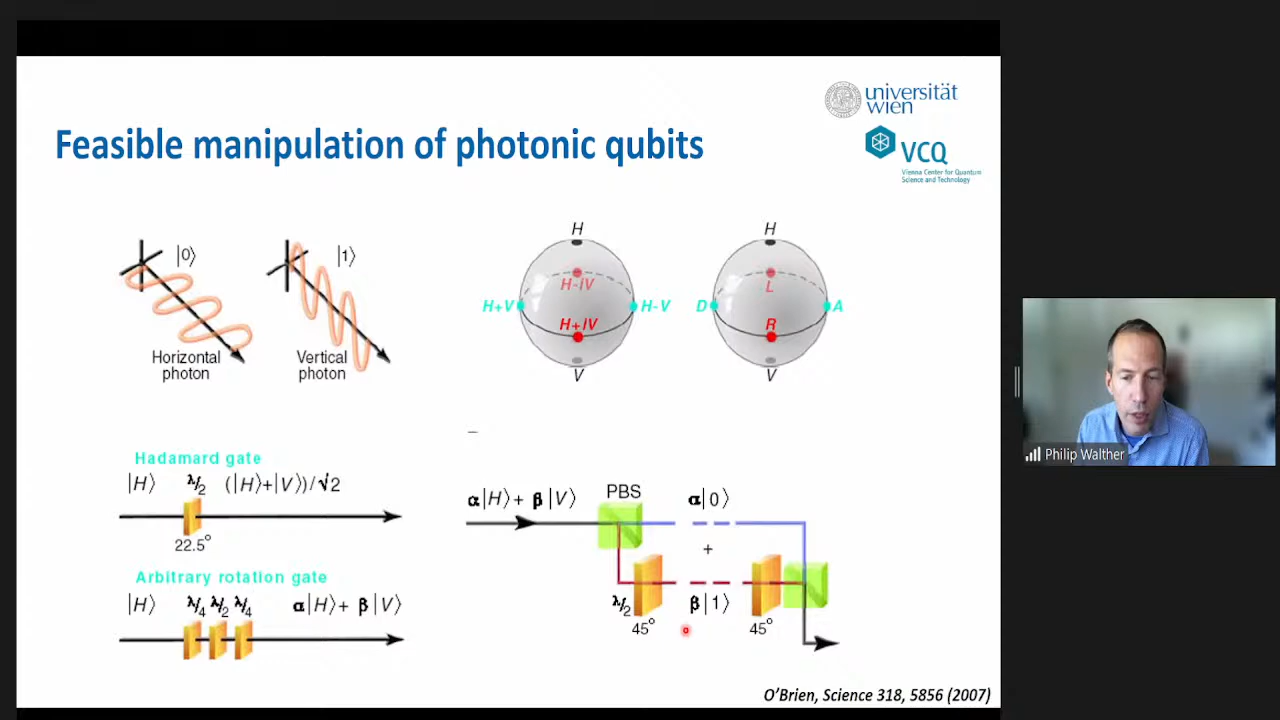 universität
wien
VCQ
Vienna Center for Quantum
Science and Technology
Feasible manipulation of photonic qubits
|0⟩
|1⟩
Horizontal
photon
Vertical
photon
H
H-iV
H+V
H-V
H+iV
V
H
L
D
A
R
V
Hadamard gate
|H⟩ λ/2 (|H⟩+|V⟩)/√2
22.5°
Arbitrary rotation gate
|H⟩ λ/4 λ/2 λ/4 α|H⟩+ β|V⟩
α|H⟩+ β|V⟩
PBS
α|0⟩
+
λ/2
β|1⟩
45°
45°
O'Brien, Science 318, 5856 (2007)
Philip Walther